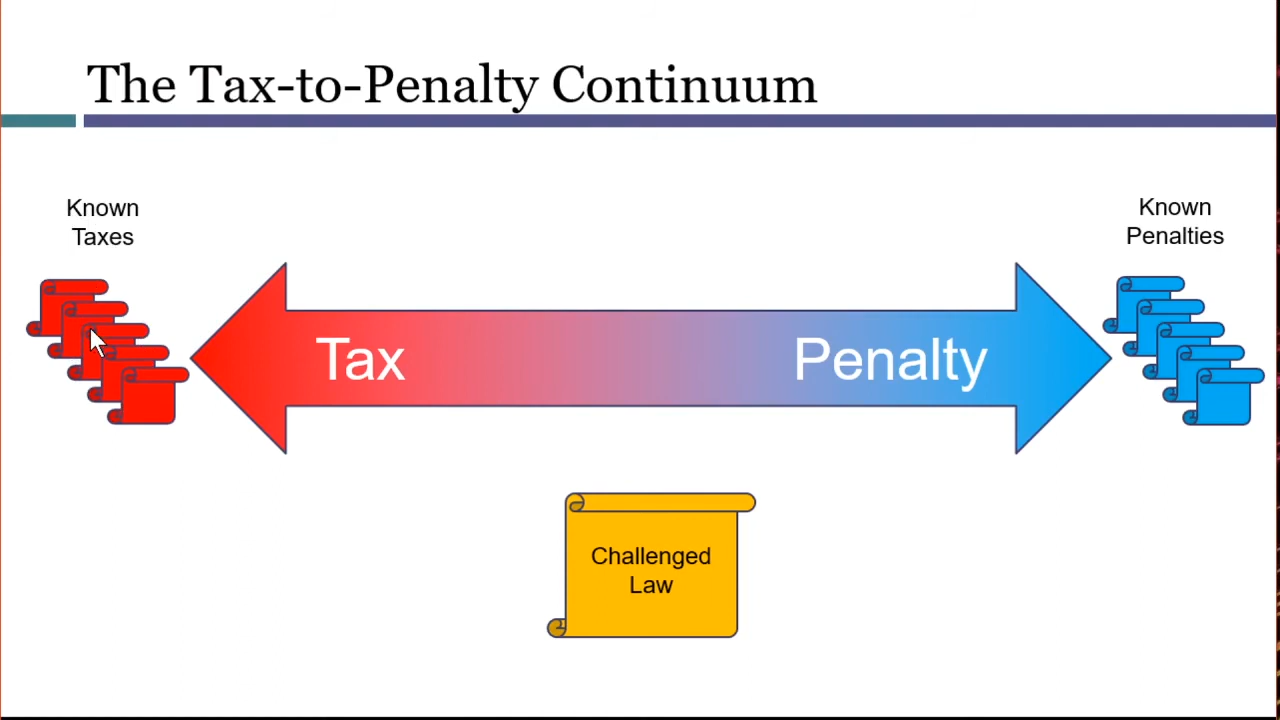 The Tax-to-Penalty Continuum
Known
Taxes
Known
Penalties
Tax
Penalty
Challenged
Law